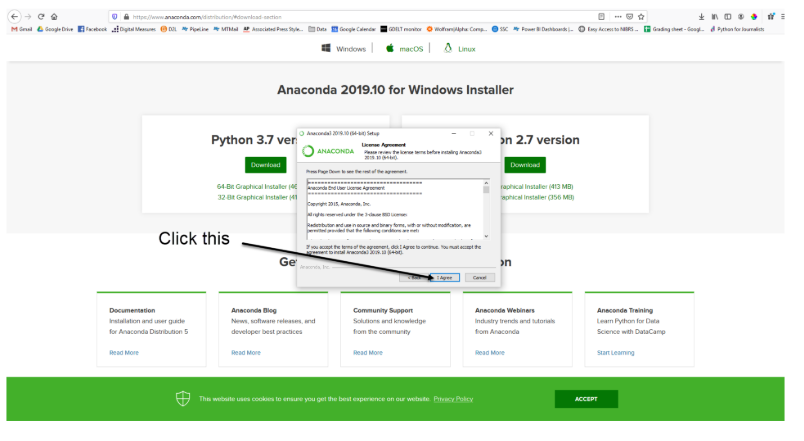 https://www.anaconda.com/distribution/#download-section
Gmail Google Drive Facebook Digital Measures D2L PipeLine MTMail Associated Press Style... Data Google Calendar GDELT monitor Wolfram|Alpha: Comp... SSC Power BI Dashboards |... Easy Access to NIBRS ... Grading sheet - Googl... Python for Journalists
Windows | macOS | Linux
Anaconda 2019.10 for Windows Installer
Python 3.7 ver
on 2.7 version
Download
Download
64-Bit Graphical Installer (46
32-Bit Graphical Installer (41
aphical Installer (413 MB)
aphical Installer (356 MB)
Anaconda3 2019.10 (64-bit) Setup
ANACONDA
License Agreement
Please review the license terms before installing Anaconda3
2019.10 (64-bit).
Press Page Down to see the rest of the agreement.
Anaconda End User License Agreement
Copyright 2015, Anaconda, Inc.
All rights reserved under the 3-clause BSD License:
Redistribution and use in source and binary forms, with or without modification, are
permitted provided that the following conditions are met:
If you accept the terms of the agreement, click I Agree to continue. You must accept the
agreement to install Anaconda3 2019.10 (64-bit).
Anaconda, Inc.
< Back I Agree Cancel
Click this
Ge
on
Documentation
Installation and user guide
for Anaconda Distribution 5
Read More
Anaconda Blog
News, software releases, and
developer best practices
Read More
Community Support
Solutions and knowledge
from the community
Read More
Anaconda Webinars
Industry trends and tutorials
from Anaconda
Read More
Anaconda Training
Learn Python for Data
Science with DataCamp
Start Learning
This website uses cookies to ensure you get the best experience on our website. Privacy Policy
ACCEPT